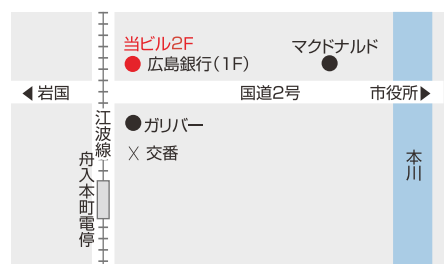 当ビル2F
広島銀行(1F)
マクドナルド
◀岩国
国道2号
市役所▶
江波線
ガリバー
交番
舟入本町電停
本川